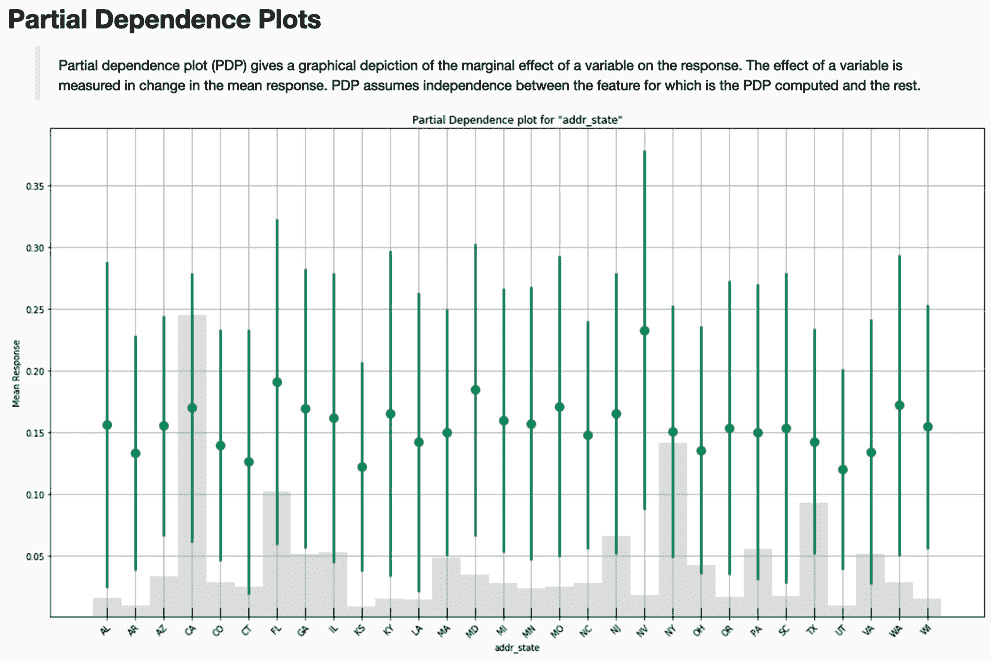 Partial Dependence Plots
Partial dependence plot (PDP) gives a graphical depiction of the marginal effect of a variable on the response. The effect of a variable is
measured in change in the mean response. PDP assumes independence between the feature for which is the PDP computed and the rest.
Partial Dependence plot for "addr_state"
Mean Response
0.35
0.30
0.25
0.20
0.15
0.10
0.05
AL AR AZ CA CO CT FL GA IL KS KY LA MA MD MI MN MO NC NJ NV NY OH OR PA SC TX UT VA WA WI
addr_state